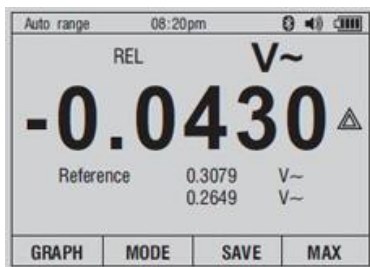 Auto range 08:20pm
REL V~
-0.0430
Reference 0.3079 V~
0.2649 V~
GRAPH MODE SAVE MAX